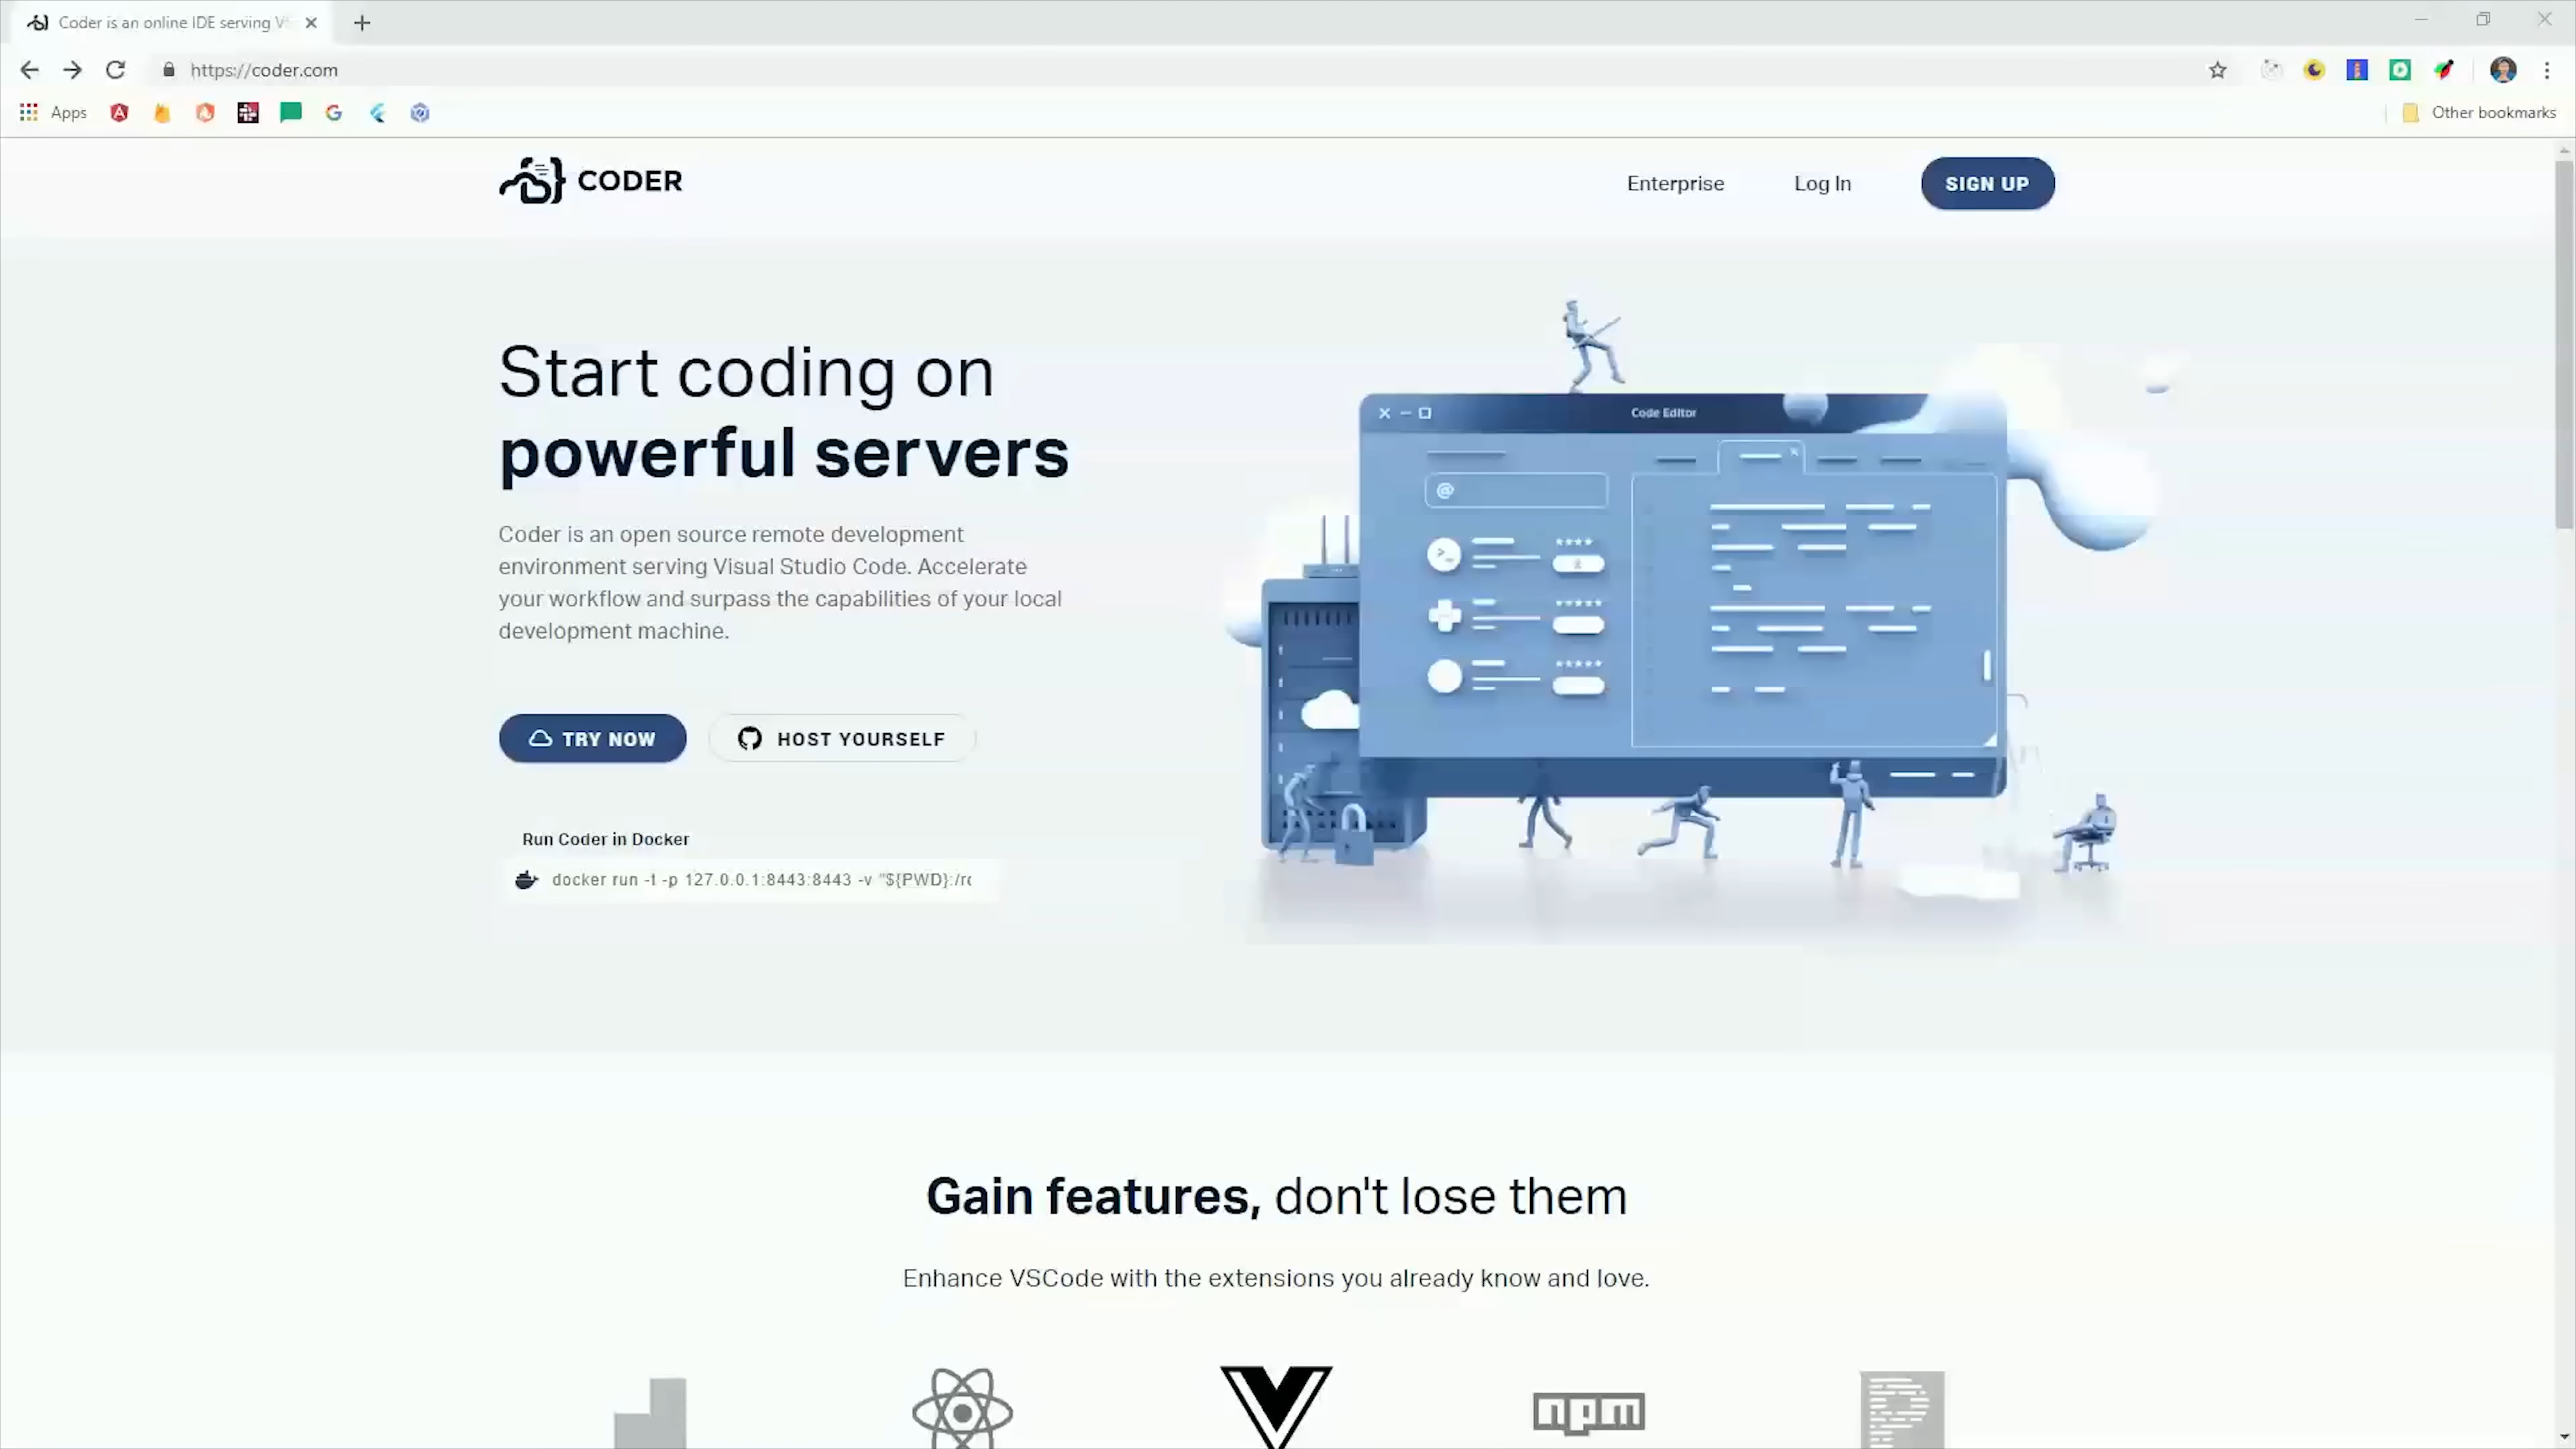 Coder is an online IDE serving
https://coder.com
Apps
Other bookmarks
CODER
Enterprise
Log In
SIGN UP
Start coding on
powerful servers
Coder is an open source remote development
environment serving Visual Studio Code. Accelerate
your workflow and surpass the capabilities of your local
development machine.
TRY NOW
HOST YOURSELF
Run Coder in Docker
docker run -t -p 127.0.0.1:8443:8443 -v "${PWD}:/r
Code Editor
@
>_
Gain features, don't lose them
Enhance VSCode with the extensions you already know and love.
npm